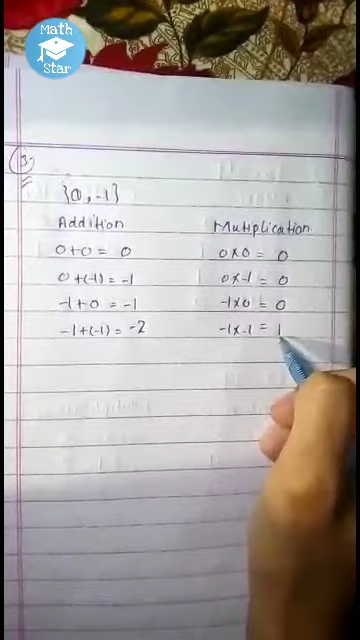 Math
Star
3-
{0, -1}
Addition Mutiplication
0+0 = 0 0×0 = 0
0+(-1) = -1 0×-1 = 0
-1+0 = -1 -1×0 = 0
-1+(-1) = -2 -1×-1 = 1